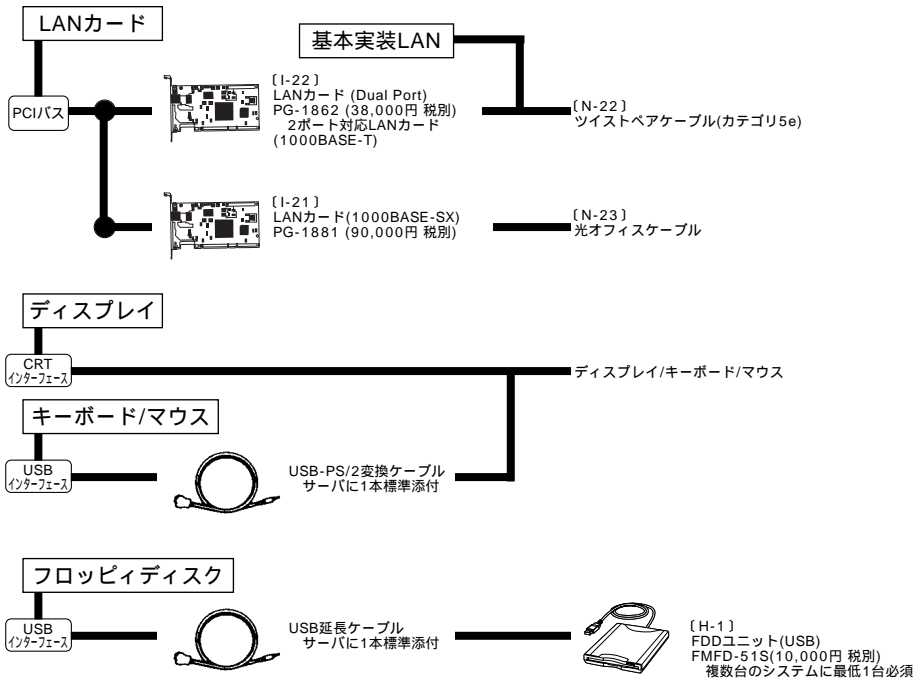 LANカード
基本実装LAN
PCIバス
〔I-22〕
LANカード (Dual Port)
PG-1862 (38,000円 税別)
2ポート対応LANカード
(1000BASE-T)
〔N-22〕
ツイストペアケーブル(カテゴリ5e)
〔I-21〕
LANカード(1000BASE-SX)
PG-1881 (90,000円 税別)
〔N-23〕
光オフィスケーブル
ディスプレイ
CRT
インターフェース
ディスプレイ/キーボード/マウス
キーボード/マウス
USB
インターフェース
USB-PS/2変換ケーブル
サーバに1本標準添付
フロッピィディスク
USB
インターフェース
USB延長ケーブル
サーバに1本標準添付
〔H-1〕
FDDユニット(USB)
FMFD-51S(10,000円 税別)
複数台のシステムに最低1台必須